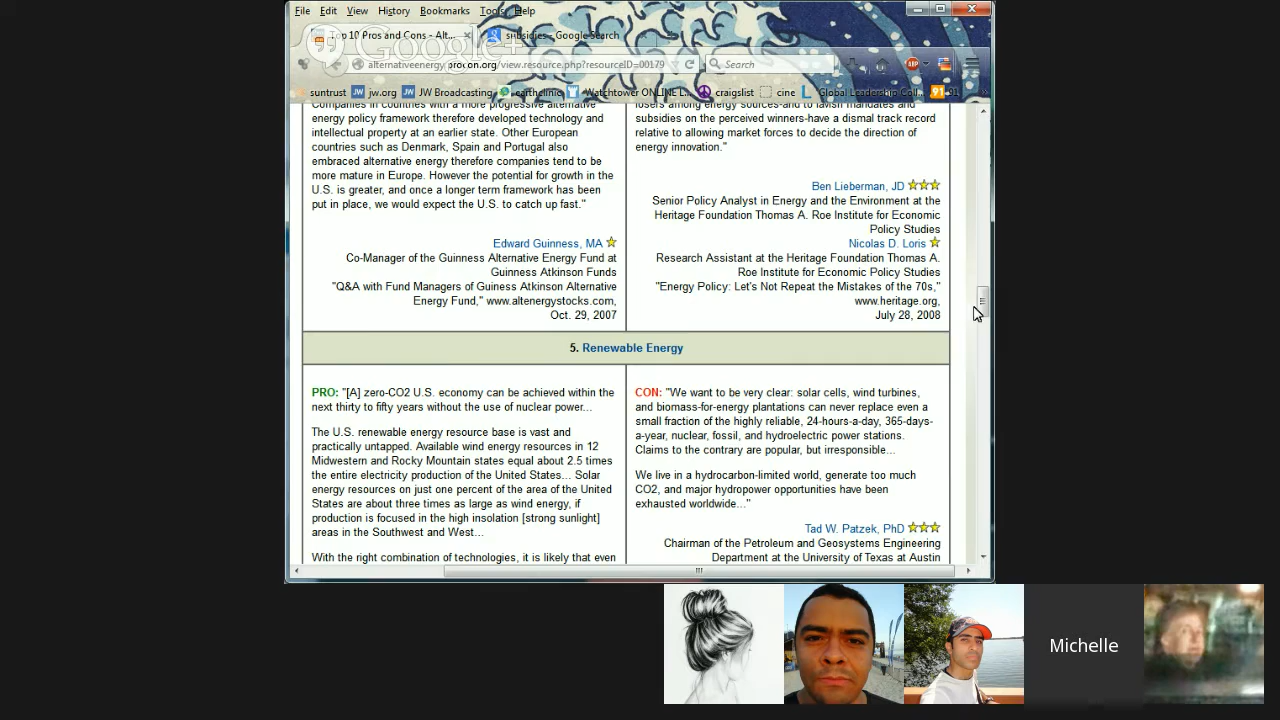 File Edit View History Bookmarks Tools Help
Google+
Top 10 Pros and Cons - Alt...
subsidies - Google Search
alternativeenergy.procon.org/view.resource.php?resourceID=00179
Search
ABP
suntrust
jw.org
JW Broadcasting
earthclinic
Watchtower ONLINE L...
craigslist
cine
Global Leadership Coll...
91
91
Companies in countries with a more progressive alternative
energy policy framework therefore developed technology and
intellectual property at an earlier state. Other European
countries such as Denmark, Spain and Portugal also
embraced alternative energy therefore companies tend to be
more mature in Europe. However the potential for growth in the
U.S. is greater, and once a longer term framework has been
put in place, we would expect the U.S. to catch up fast."
Edward Guinness, MA
Co-Manager of the Guinness Alternative Energy Fund at
Guinness Atkinson Funds
"Q&A with Fund Managers of Guiness Atkinson Alternative
Energy Fund," www.altenergystocks.com,
Oct. 29, 2007
losers among energy sources-and to lavish mandates and
subsidies on the perceived winners-have a dismal track record
relative to allowing market forces to decide the direction of
energy innovation."
Ben Lieberman, JD
Senior Policy Analyst in Energy and the Environment at the
Heritage Foundation Thomas A. Roe Institute for Economic
Policy Studies
Nicolas D. Loris
Research Assistant at the Heritage Foundation Thomas A.
Roe Institute for Economic Policy Studies
"Energy Policy: Let's Not Repeat the Mistakes of the 70s,"
www.heritage.org,
July 28, 2008
5. Renewable Energy
PRO: "[A] zero-CO2 U.S. economy can be achieved within the
next thirty to fifty years without the use of nuclear power...
The U.S. renewable energy resource base is vast and
practically untapped. Available wind energy resources in 12
Midwestern and Rocky Mountain states equal about 2.5 times
the entire electricity production of the United States... Solar
energy resources on just one percent of the area of the United
States are about three times as large as wind energy, if
production is focused in the high insolation [strong sunlight]
areas in the Southwest and West...
With the right combination of technologies, it is likely that even
CON: "We want to be very clear: solar cells, wind turbines,
and biomass-for-energy plantations can never replace even a
small fraction of the highly reliable, 24-hours-a-day, 365-days-
a-year, nuclear, fossil, and hydroelectric power stations.
Claims to the contrary are popular, but irresponsible...
We live in a hydrocarbon-limited world, generate too much
CO2, and major hydropower opportunities have been
exhausted worldwide..."
Tad W. Patzek, PhD
Chairman of the Petroleum and Geosystems Engineering
Department at the University of Texas at Austin
Michelle